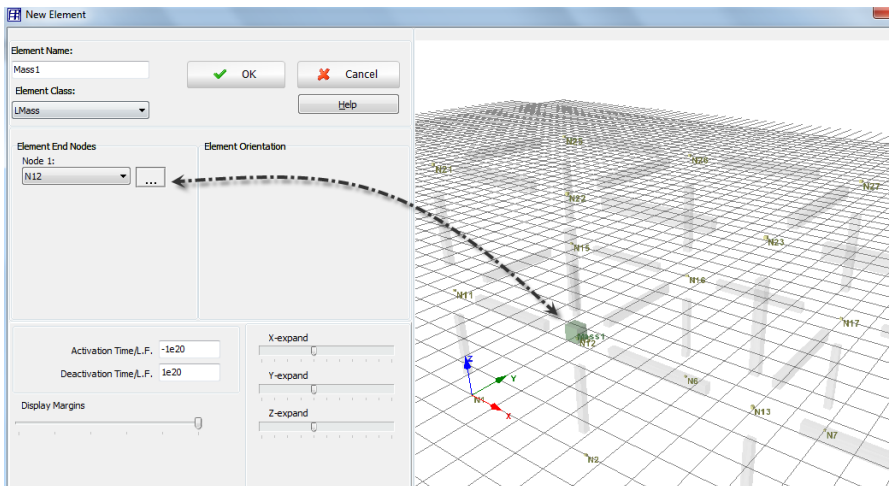 New Element
Element Name:
Mass1
OK
Cancel
Element Class:
LMass
Help
Element End Nodes
Element Orientation
Node 1:
N12
...
Activation Time/L.F.
-1e20
Deactivation Time/L.F.
1e20
Display Margins
X-expand
Y-expand
Z-expand
N25
N26
N21
N27
N22
N23
N15
N16
N11
N17
Mass1
N12
Z
Y
N6
N1
X
N13
N7
N2